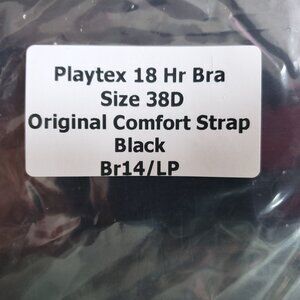 Playtex 18 Hr Bra
Size 38D
Original Comfort Strap
Black
Br14/LP